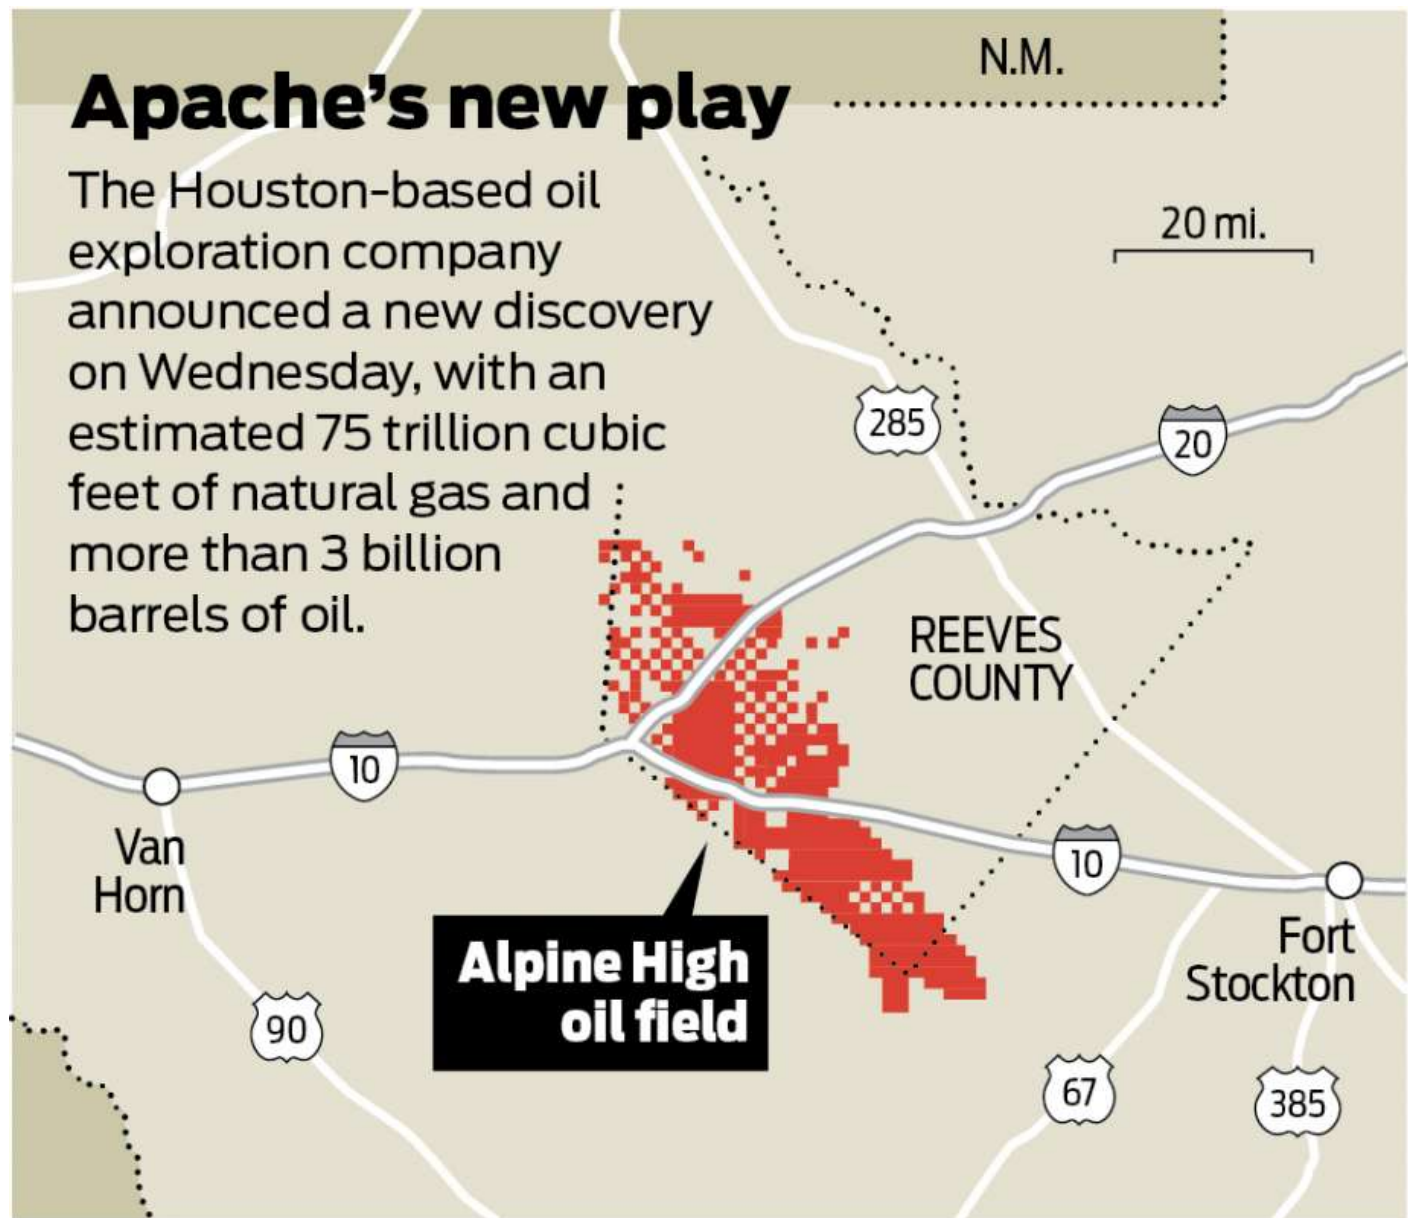 N.M.
Apache's new play
The Houston-based oil
exploration company
announced a new discovery
on Wednesday, with an
estimated 75 trillion cubic
feet of natural gas and
more than 3 billion
barrels of oil.
20 mi.
285
20
REEVES
COUNTY
10
Van
Horn
10
Alpine High
oil field
Fort
Stockton
90
67
385